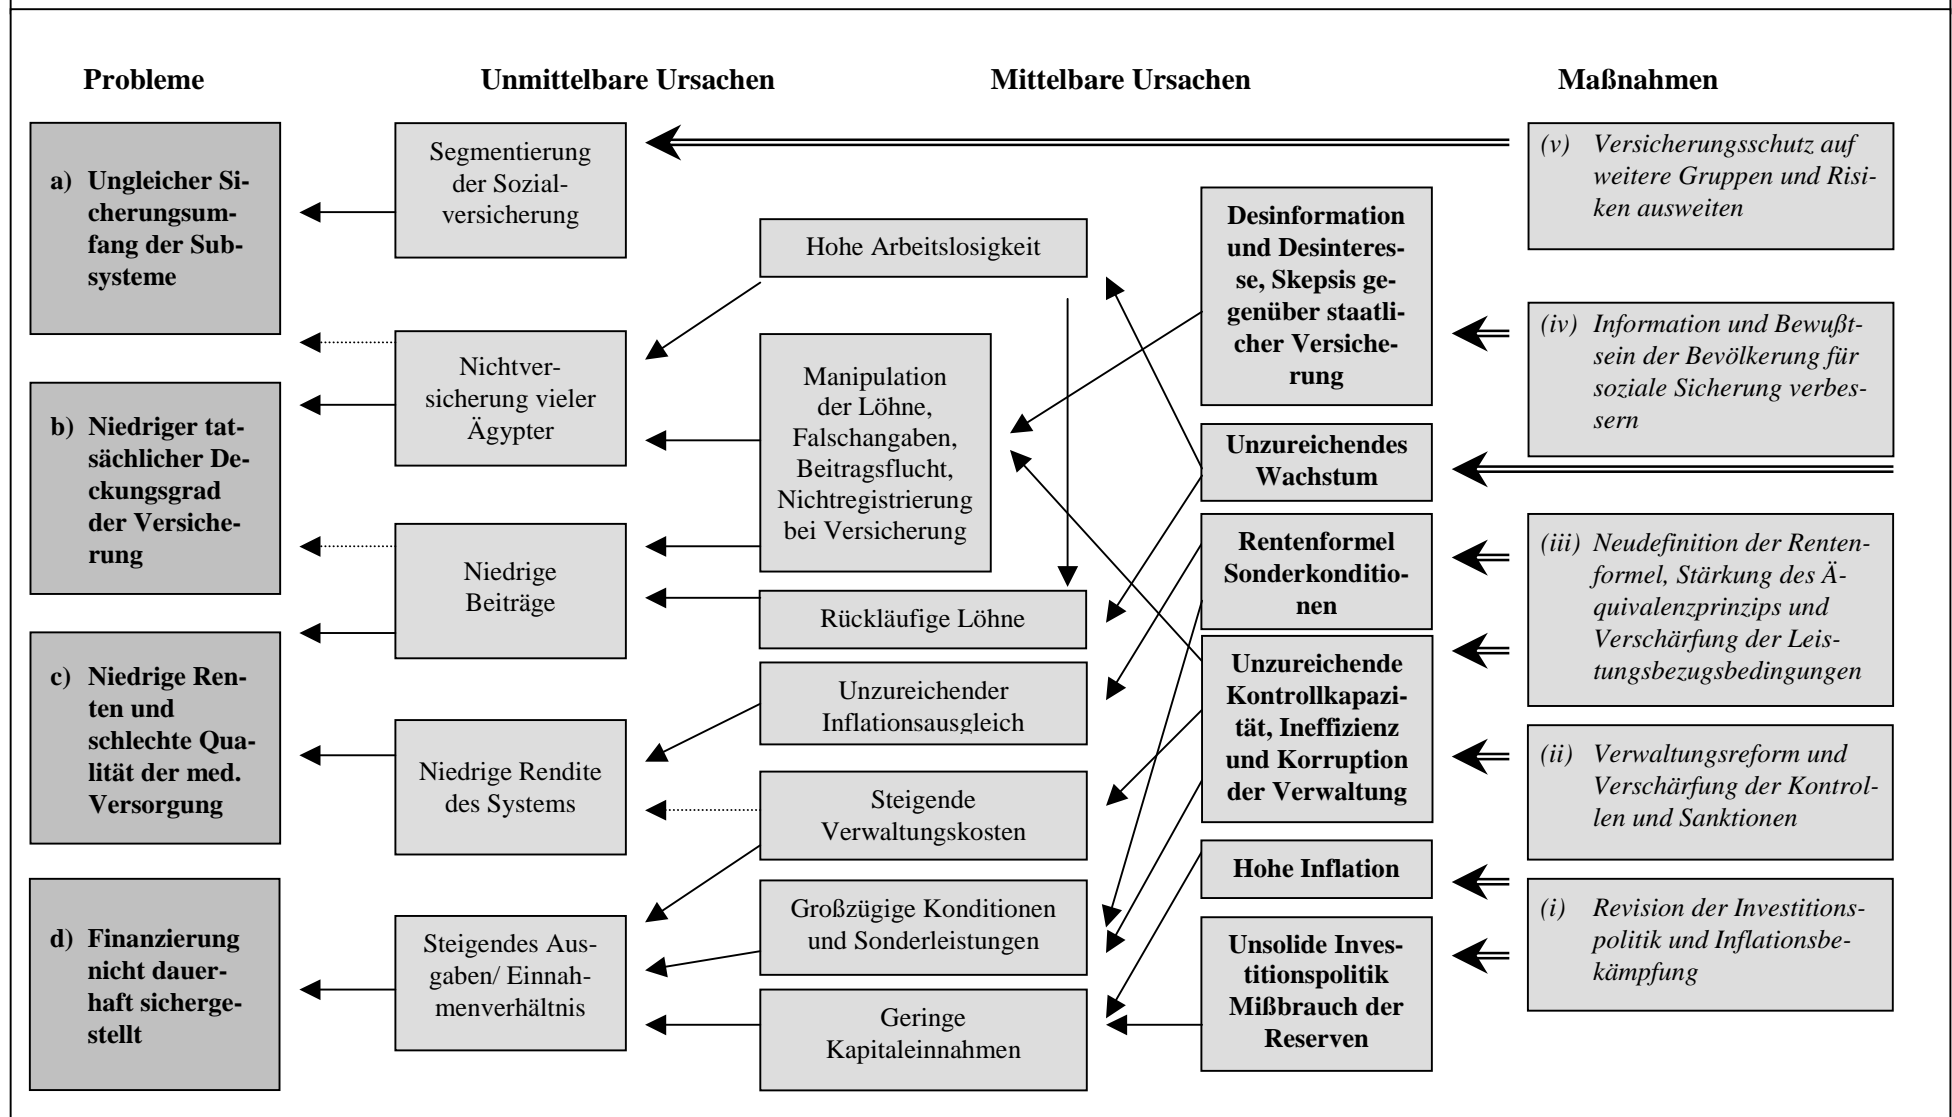 Probleme
Unmittelbare Ursachen
Mittelbare Ursachen
Maßnahmen
a) Ungleicher Si-
cherungsum-
fang der Sub-
systeme
b) Niedriger tat-
sächlicher De-
ckungsgrad
der Versiche-
rung
c) Niedrige Ren-
ten und
schlechte Qua-
lität der med.
Versorgung
d) Finanzierung
nicht dauer-
haft sicherge-
stellt
Segmentierung
der Sozial-
versicherung
Nichtver-
sicherung vieler
Ägypter
Niedrige
Beiträge
Niedrige Rendite
des Systems
Steigendes Aus-
gaben/ Einnah-
menverhältnis
Hohe Arbeitslosigkeit
Manipulation
der Löhne,
Falschangaben,
Beitragsflucht,
Nichtregistrierung
bei Versicherung
Rückläufige Löhne
Unzureichender
Inflationsausgleich
Steigende
Verwaltungskosten
Großzügige Konditionen
und Sonderleistungen
Geringe
Kapitaleinnahmen
Desinformation
und Desinteres-
se, Skepsis ge-
genüber staatli-
cher Versiche-
rung
Unzureichendes
Wachstum
Rentenformel
Sonderkonditio-
nen
Unzureichende
Kontrollkapazi-
tät, Ineffizienz
und Korruption
der Verwaltung
Hohe Inflation
Unsolide Inves-
titionspolitik
Mißbrauch der
Reserven
(v) Versicherungsschutz auf
weitere Gruppen und Risi-
ken ausweiten
(iv) Information und Bewußt-
sein der Bevölkerung für
soziale Sicherung verbes-
sern
(iii) Neudefinition der Renten-
formel, Stärkung des Ä-
quivalenzprinzips und
Verschärfung der Leis-
tungsbezugsbedingungen
(ii) Verwaltungsreform und
Verschärfung der Kontrol-
len und Sanktionen
(i) Revision der Investitions-
politik und Inflationsbe-
kämpfung